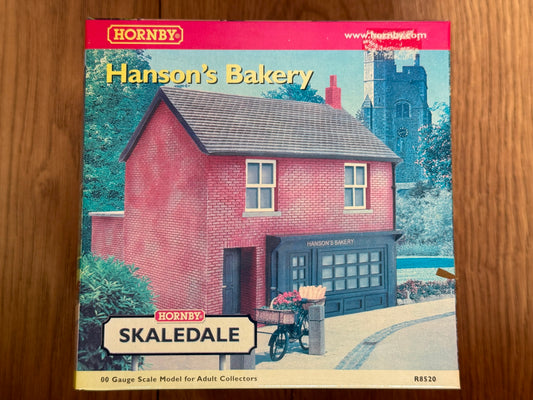 HORNBY®
www.hornby.com
Hanson's Bakery
HANSON'S BAKERY
HORNBY®
SKALEDALE
00 Gauge Scale Model for Adult Collectors
R8520